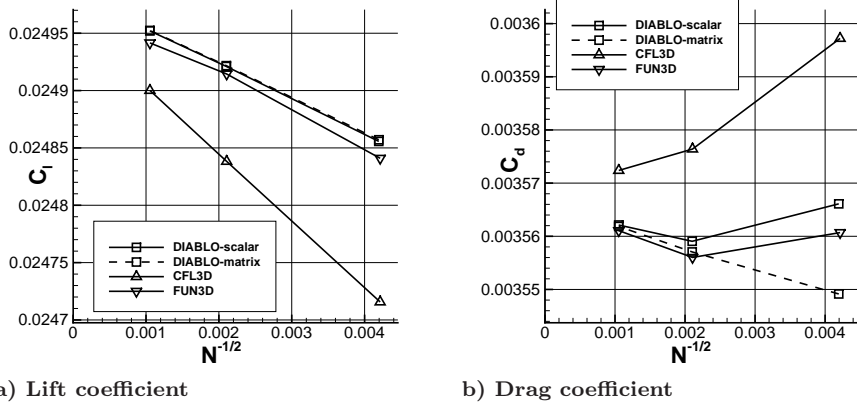 0.02495
0.0249
0.02485
0.0248
0.02475
0.0247
C_l
DIABLO-scalar
DIABLO-matrix
CFL3D
FUN3D
0 0.001 0.002 0.003 0.004
N^-1/2
a) Lift coefficient
0.0036
0.00359
0.00358
0.00357
0.00356
0.00355
C_d
DIABLO-scalar
DIABLO-matrix
CFL3D
FUN3D
0 0.001 0.002 0.003 0.004
N^-1/2
b) Drag coefficient